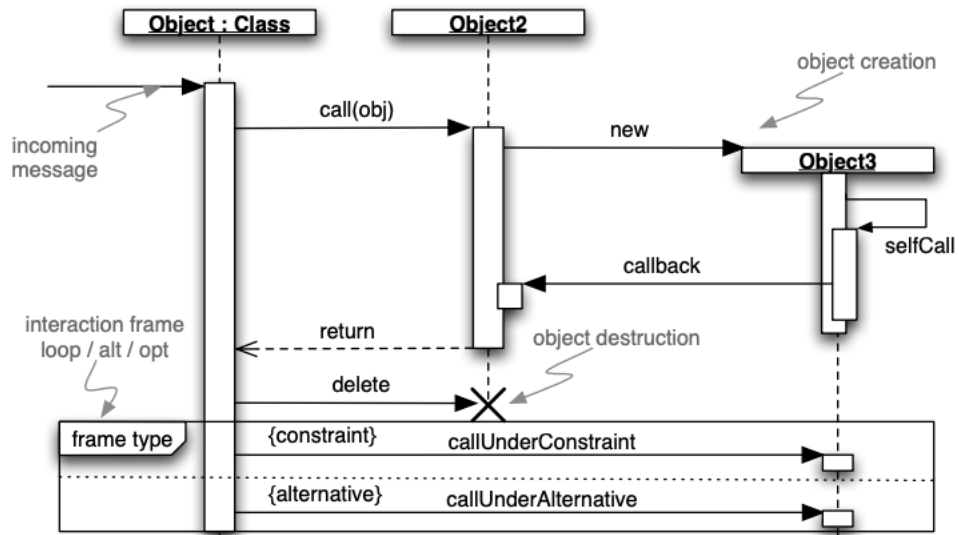 Object : Class
Object2
object creation
call(obj)
new
incoming
message
Object3
selfCall
callback
interaction frame
loop / alt / opt
return
object destruction
delete
frame type
{constraint}
callUnderConstraint
{alternative}
callUnderAlternative